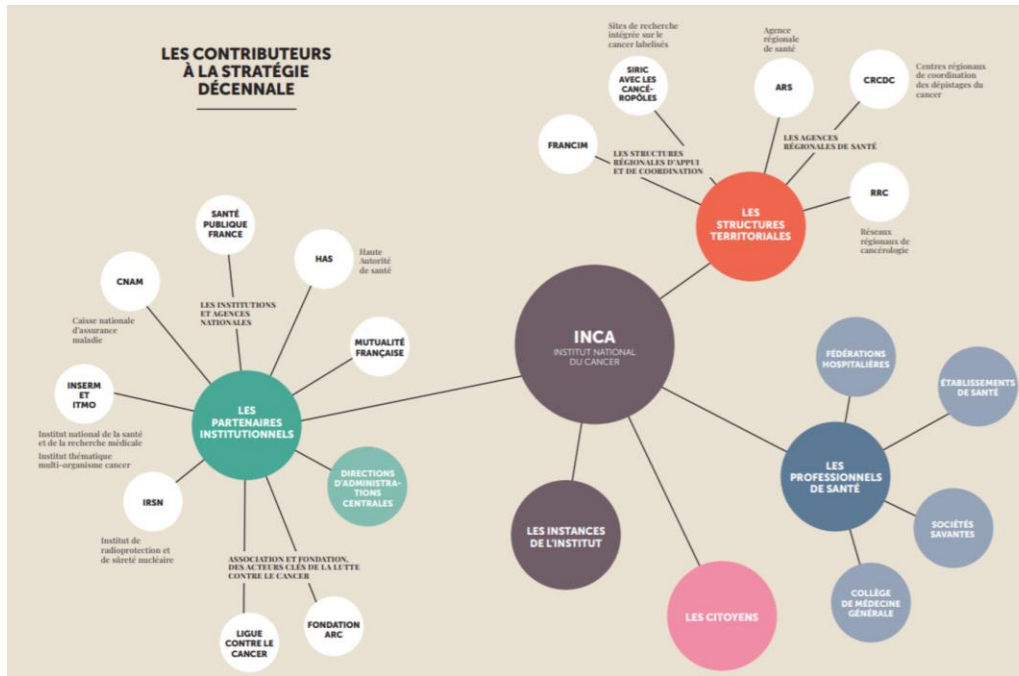 LES CONTRIBUTEURS
À LA STRATÉGIE
DÉCENNALE
Sites de recherche
intégrée sur le
cancer labelisés
SIRIC
AVEC LES
CANCÉ-
ROPÔLES
FRANCIM
LES STRUCTURES
RÉGIONALES D'APPUI
ET DE COORDINATION
Agence
régionale
de santé
ARS
CRCDC
Centres régionaux
de coordination
des dépistages du
cancer
LES AGENCES
RÉGIONALES DE SANTÉ
RRC
Réseaux
régionaux de
cancérologie
LES
STRUCTURES
TERRITORIALES
SANTÉ
PUBLIQUE
FRANCE
HAS
Haute
Autorité
de santé
CNAM
Caisse nationale
d'assurance
maladie
LES INSTITUTIONS
ET AGENCES
NATIONALES
MUTUALITÉ
FRANÇAISE
INSERM
ET
ITMO
Institut national de la santé
et de la recherche médicale
Institut thématique
multi-organisme cancer
LES
PARTENAIRES
INSTITUTIONNELS
IRSN
Institut de
radioprotection et
de sûreté nucléaire
DIRECTIONS
D'ADMINISTRA-
TIONS
CENTRALES
ASSOCIATION ET FONDATION,
DES ACTEURS CLÉS DE LA LUTTE
CONTRE LE CANCER
LIGUE
CONTRE LE
CANCER
FONDATION
ARC
INCA
INSTITUT NATIONAL
DU CANCER
LES INSTANCES
DE L'INSTITUT
LES CITOYENS
FÉDÉRATIONS
HOSPITALIÈRES
ÉTABLISSEMENTS
DE SANTÉ
LES
PROFESSIONNELS
DE SANTÉ
SOCIÉTÉS
SAVANTES
COLLÈGE
DE MÉDECINE
GÉNÉRALE